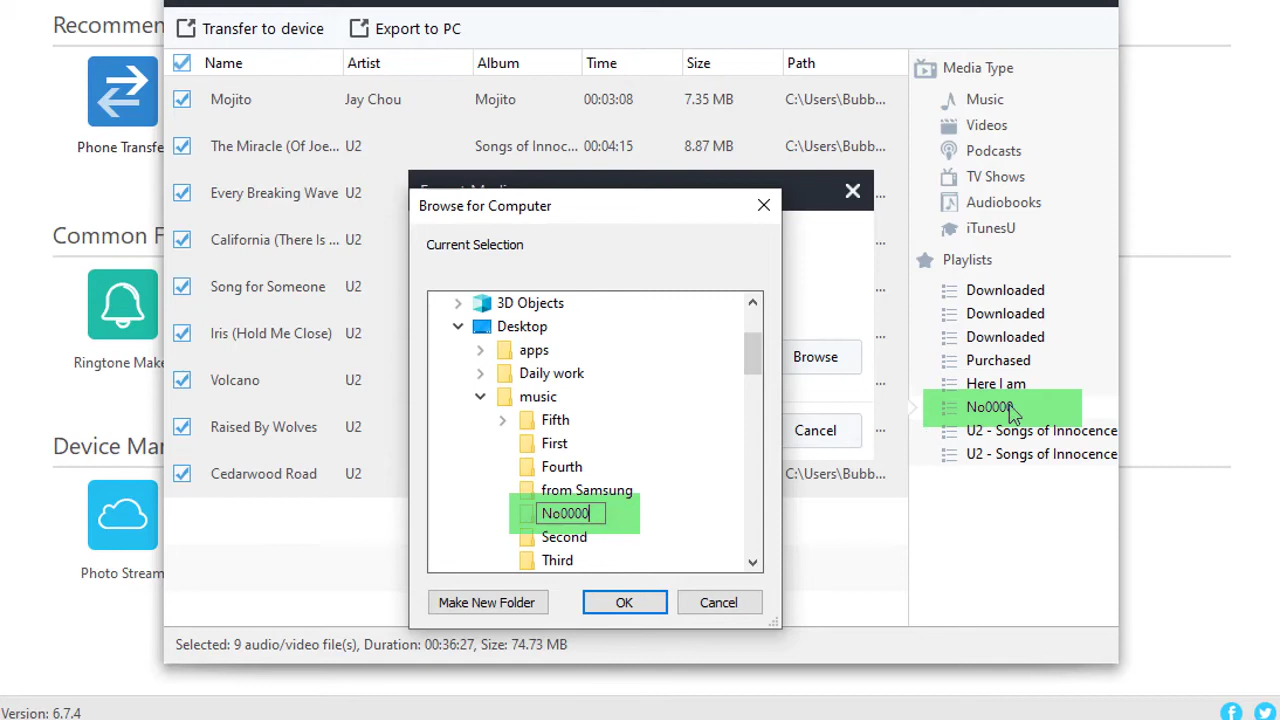 Recommen
Phone Transfe
Common F
Ringtone Make
Device Ma
Photo Stream
Version: 6.7.4
Transfer to device Export to PC
Name Artist Album Time Size Path
Mojito Jay Chou Mojito 00:03:08 7.35 MB C:\Users\Bubb...
The Miracle (Of Joe... U2 Songs of Innoc... 00:04:15 8.87 MB C:\Users\Bubb...
Every Breaking Wave U2 ...
California (There Is ... U2 ...
Song for Someone U2 ...
Iris (Hold Me Close) U2 ...
Volcano U2 ...
Raised By Wolves U2 ...
Cedarwood Road U2 C:\Users\Bubb...
Selected: 9 audio/video file(s), Duration: 00:36:27, Size: 74.73 MB
Browse
Cancel
Browse for Computer
Current Selection
3D Objects
Desktop
apps
Daily work
music
Fifth
First
Fourth
from Samsung
No0000
Second
Third
Make New Folder OK Cancel
Media Type
Music
Videos
Podcasts
TV Shows
Audiobooks
iTunesU
Playlists
Downloaded
Downloaded
Downloaded
Purchased
Here I am
No0000
U2 - Songs of Innocence
U2 - Songs of Innocence